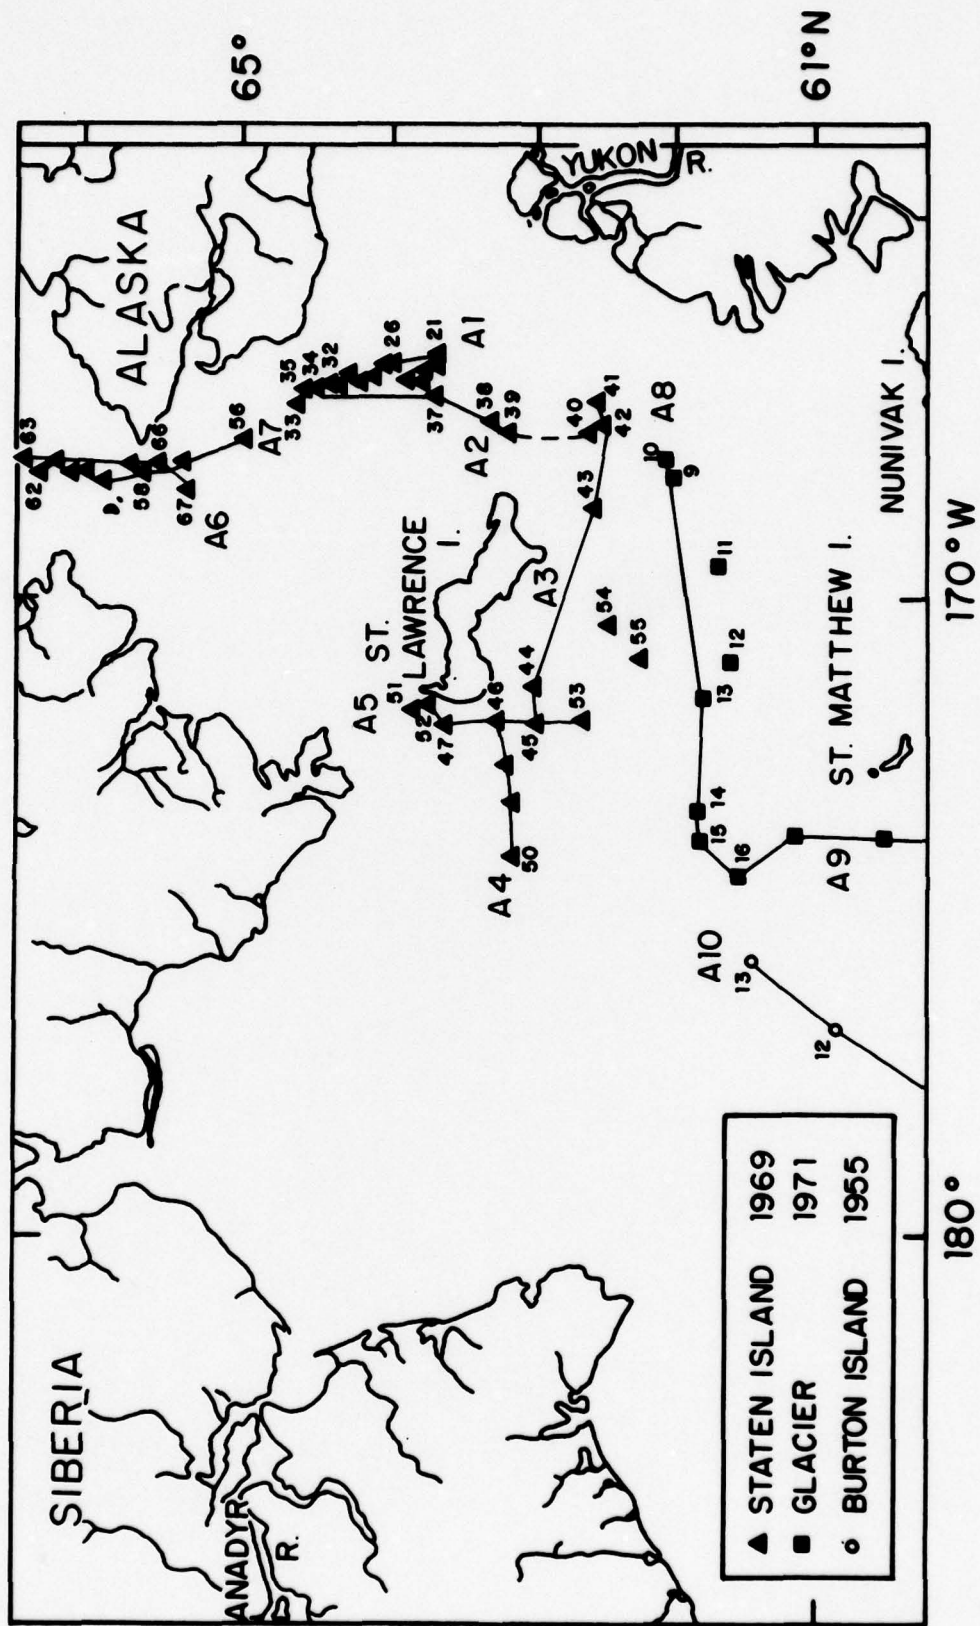 SIBERIA
ANADYR
R.
ALASKA
YUKON
R.
65°
61°N
180°
170°W
ST.
LAWRENCE
I.
ST. MATTHEW I.
NUNIVAK I.
A1
A2
A3
A4
A5
A6
A7
A8
A9
A10
63
62
D.
58
66
67
56
35
33
34
32
26
21
37
38
39
40
41
42
43
44
45
46
47
50
51
52
53
54
55
10
9
11
12
13
14
15
16
13
12
STATEN ISLAND 1969
GLACIER 1971
BURTON ISLAND 1955